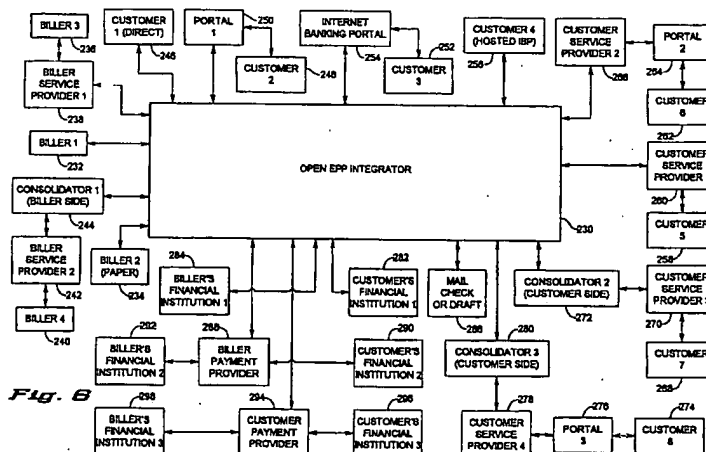 BILLER 3
236
CUSTOMER
1 (DIRECT)
246
PORTAL
1
250
CUSTOMER
2
248
INTERNET
BANKING PORTAL
254
252
CUSTOMER
3
CUSTOMER 4
(HOSTED IBP)
256
CUSTOMER
SERVICE
PROVIDER 2
266
PORTAL
2
264
CUSTOMER
6
262
BILLER
SERVICE
PROVIDER 1
238
BILLER 1
232
OPEN EPP INTEGRATOR
230
CUSTOMER
SERVICE
PROVIDER
260
CUSTOMER
5
258
CONSOLIDATOR 1
(BILLER SIDE)
244
BILLER
SERVICE
PROVIDER 2
242
BILLER 4
240
BILLER 2
(PAPER)
234
284
BILLER'S
FINANCIAL
INSTITUTION 1
282
CUSTOMER'S
FINANCIAL
INSTITUTION 1
MAIL
CHECK
OR DRAFT
CONSOLIDATOR 2
(CUSTOMER SIDE)
272
CUSTOMER
SERVICE
PROVIDER
270
CUSTOMER
7
BILLER'S
FINANCIAL
INSTITUTION 2
BILLER
PAYMENT
PROVIDER
290
CUSTOMER'S
FINANCIAL
INSTITUTION 2
280
CONSOLIDATOR 3
(CUSTOMER SIDE)
Fig. 6
298
BILLER'S
FINANCIAL
INSTITUTION 3
294
CUSTOMER
PAYMENT
PROVIDER
CUSTOMER'S
FINANCIAL
INSTITUTION 3
278
CUSTOMER
SERVICE
PROVIDER 4
276
PORTAL
3
274
CUSTOMER
8